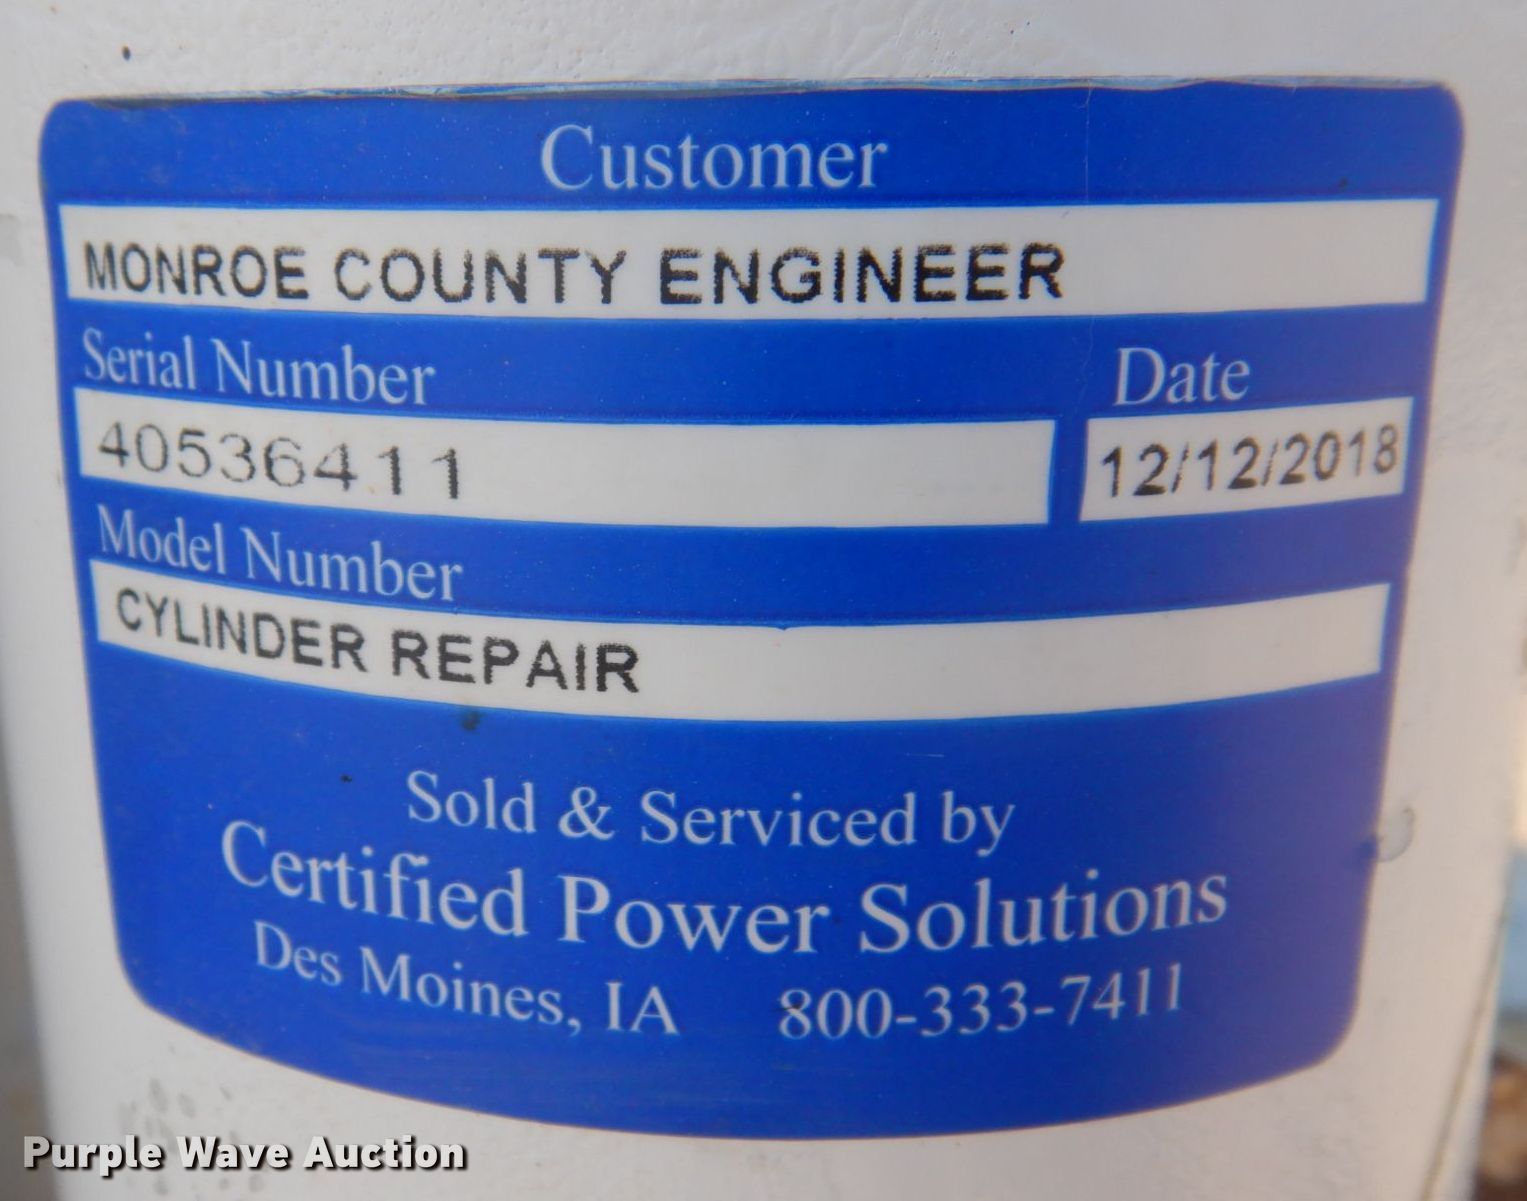 Customer
MONROE COUNTY ENGINEER
Serial Number Date
40536411 12/12/2018
Model Number
CYLINDER REPAIR
Sold & Serviced by
Certified Power Solutions
Des Moines, IA 800-333-7411
Purple Wave Auction